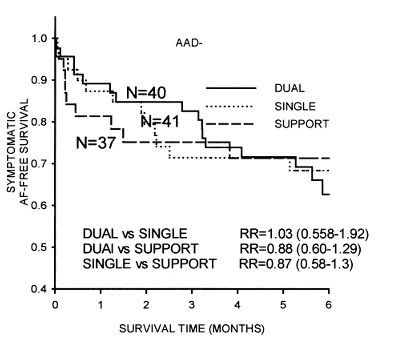 AAD-
SYMPTOMATIC
AF-FREE SURVIVAL
1.0
0.9
0.8
0.7
0.6
0.5
0.4
N=40
N=41
N=37
DUAL
SINGLE
SUPPORT
DUAL vs SINGLE RR=1.03 (0.558-1.92)
DUAl vs SUPPORT RR=0.88 (0.60-1.29)
SINGLE vs SUPPORT RR=0.87 (0.58-1.3)
0 1 2 3 4 5 6
SURVIVAL TIME (MONTHS)